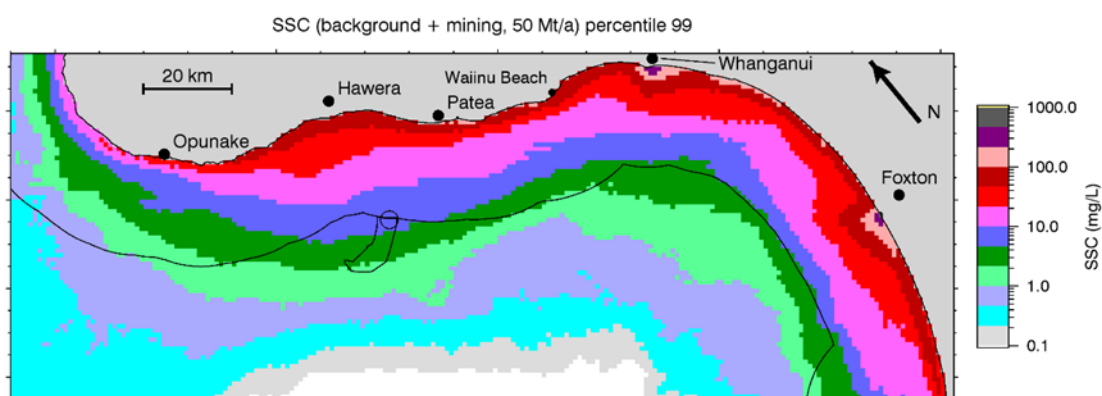 SSC (background + mining, 50 Mt/a) percentile 99
20 km
Hawera
Waiinu Beach
Patea
Whanganui
Opunake
N
Foxton
1000.0
100.0
10.0
1.0
0.1
SSC (mg/L)